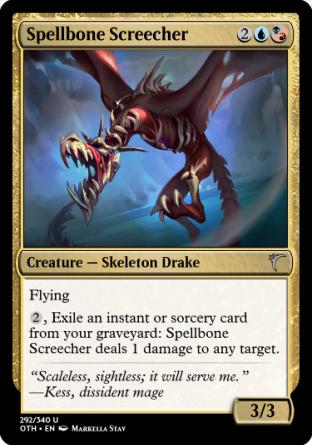 Spellbone Screecher 2
Creature — Skeleton Drake
Flying
2, Exile an instant or sorcery card
from your graveyard: Spellbone
Screecher deals 1 damage to any target.
“Scaleless, sightless; it will serve me.”
—Kess, dissident mage
3/3
292/340 U
OTH • EN Markella Stav